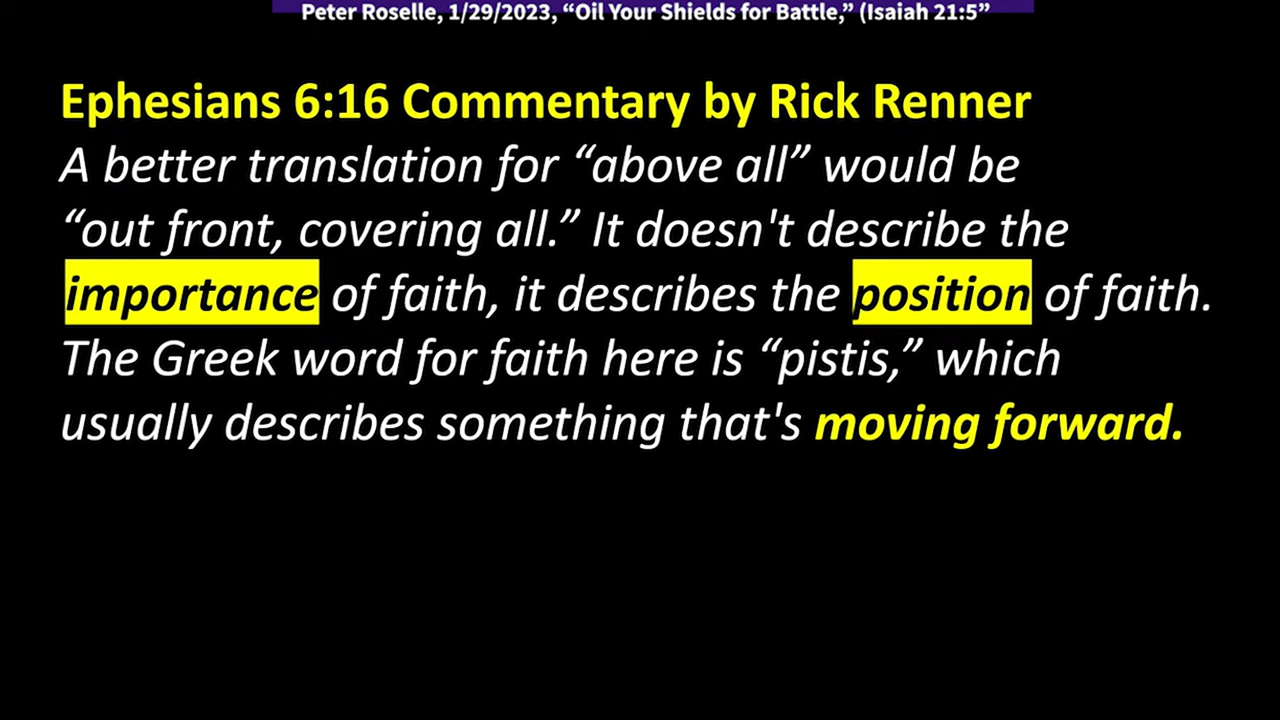 Peter Roselle, 1/29/2023, “Oil Your Shields for Battle,” (Isaiah 21:5”
Ephesians 6:16 Commentary by Rick Renner
A better translation for “above all” would be
“out front, covering all.” It doesn't describe the
importance of faith, it describes the position of faith.
The Greek word for faith here is “pistis,” which
usually describes something that's moving forward.